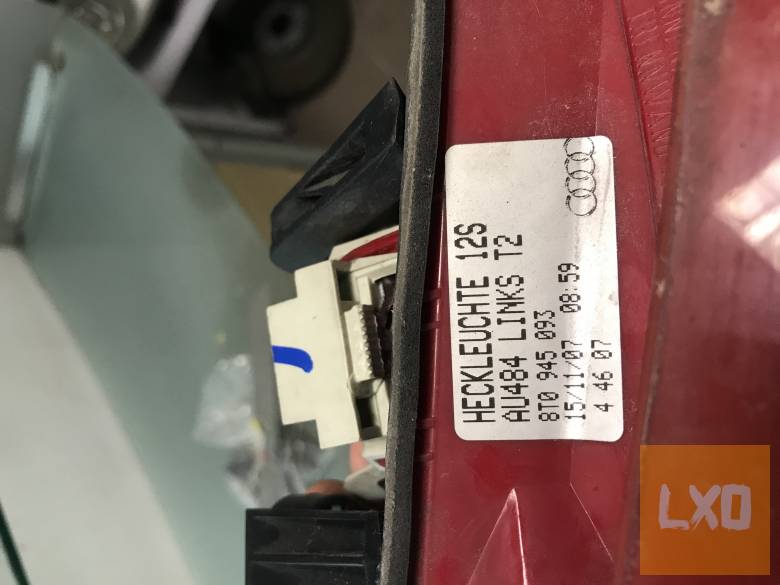 HECKLEUCHTE 12S
AU484 LINKS T2
8T0 945 093
15/11/07 08:59
4 46 07
LXO